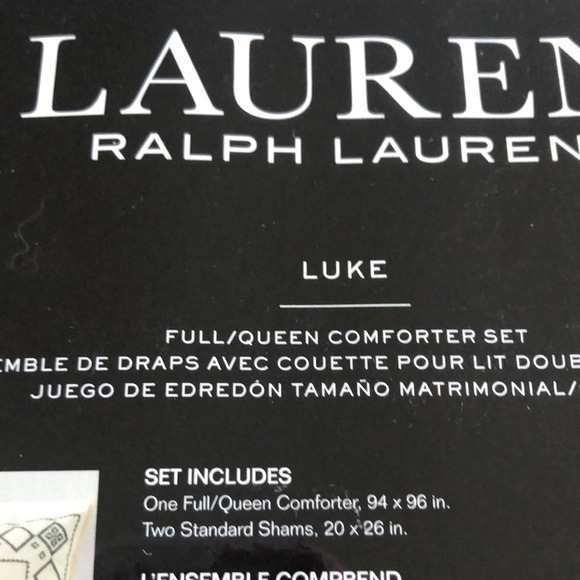 LAUREN
RALPH LAUREN
LUKE
FULL/QUEEN COMFORTER SET
DE DRAPS AVEC COUETTE POUR LIT
JUEGO DE EDREDÓN TAMAÑO MATRIMONIAL/
SET INCLUDES
One Full/Queen Comforter, 94 x 96 in.
Two Standard Shams, 20 x 26 in.
L'ENSEMBLE COMPREND